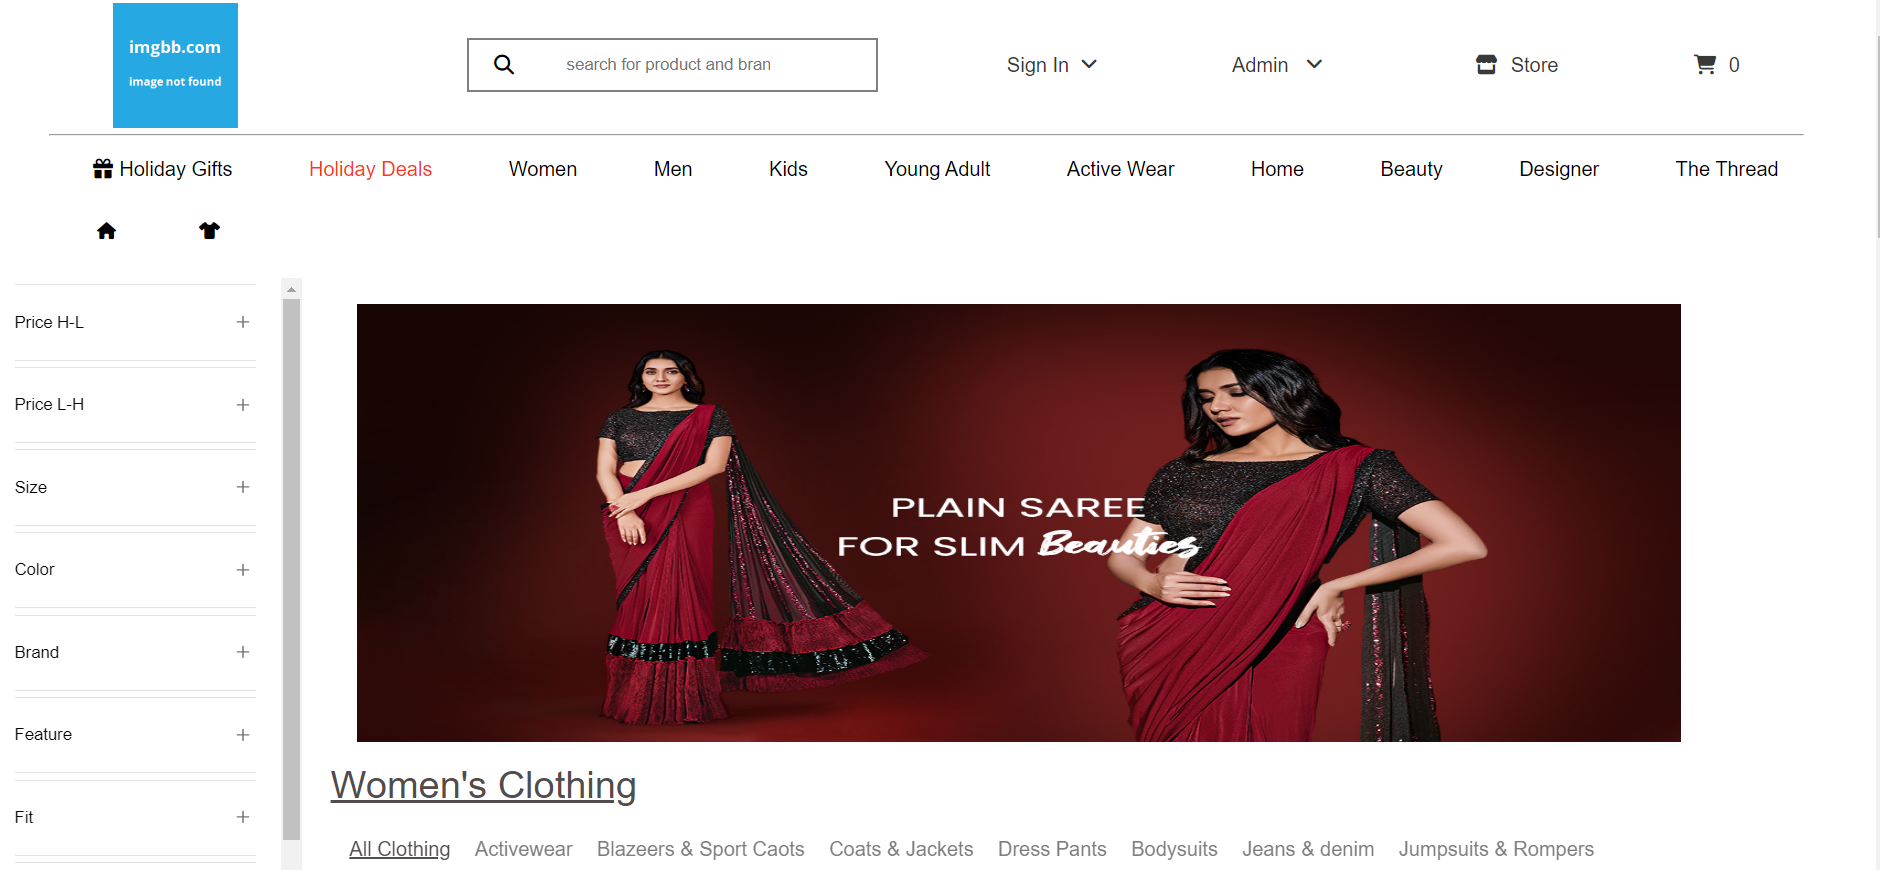 imgbb.com
image not found
search for product and bran
Sign In
Admin
Store
0
Holiday Gifts
Holiday Deals
Women
Men
Kids
Young Adult
Active Wear
Home
Beauty
Designer
The Thread
Price H-L
Price L-H
Size
Color
Brand
Feature
Fit
PLAIN SAREE
FOR SLIM Beauties
Women's Clothing
All Clothing
Activewear
Blazeers & Sport Caots
Coats & Jackets
Dress Pants
Bodysuits
Jeans & denim
Jumpsuits & Rompers